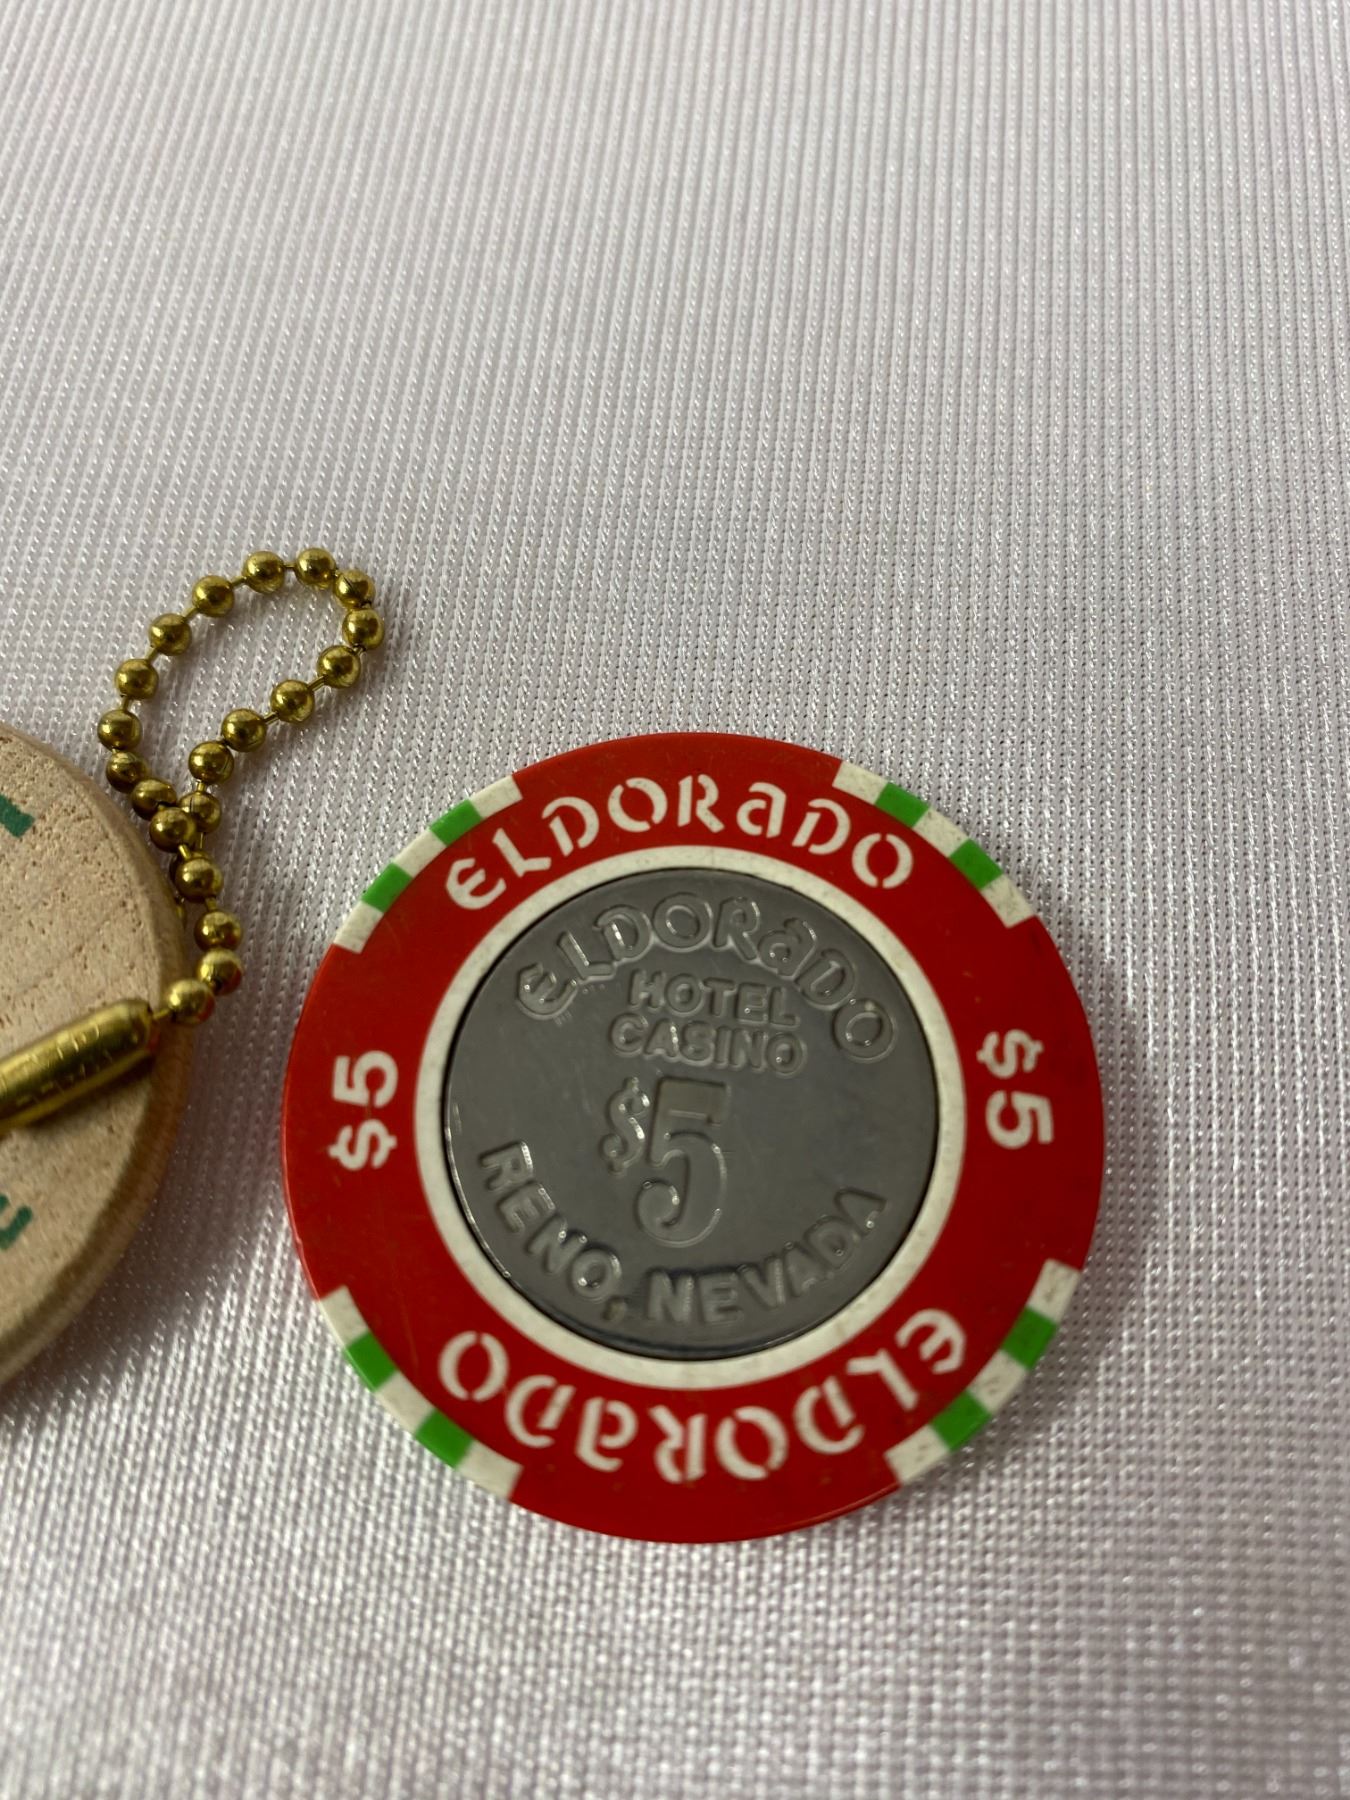 ELDORADO
ELDORADO
HOTEL
CASINO
$5
$5
$5
RENO, NEVADA
ELDORADO